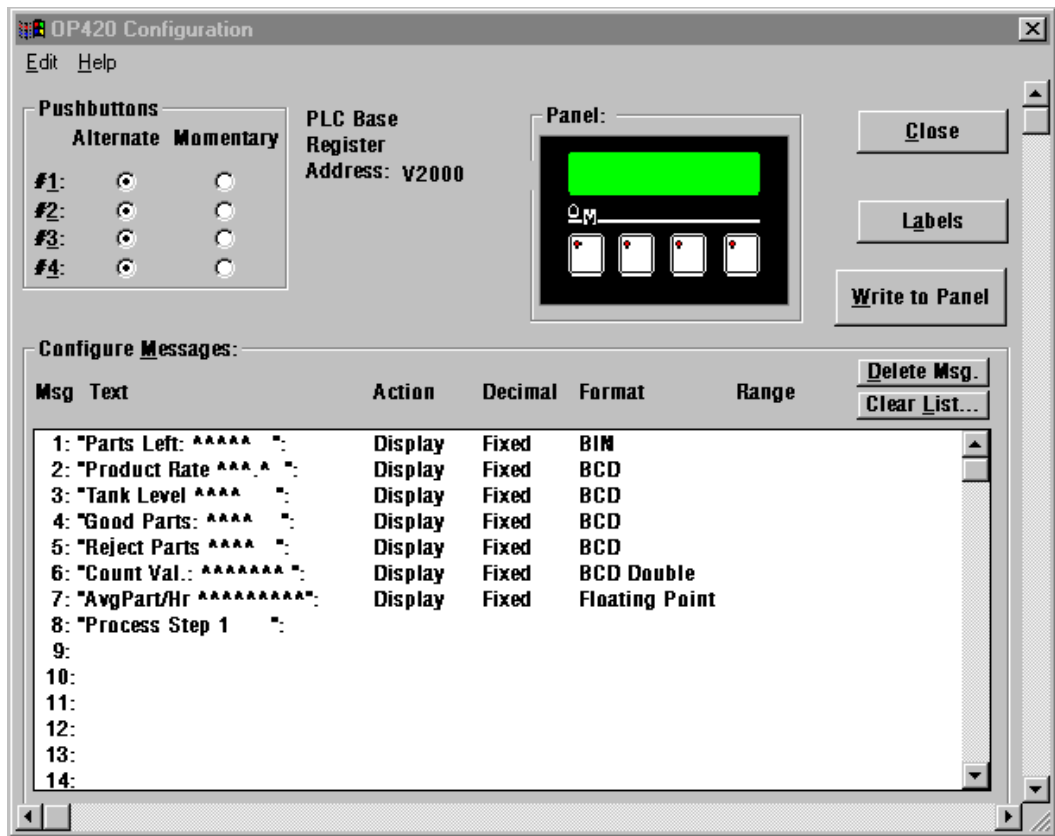 OP420 Configuration
Edit Help
Pushbuttons
Alternate Momentary
#1:
#2:
#3:
#4:
PLC Base
Register
Address: V2000
Panel:
M
Close
Labels
Write to Panel
Configure Messages:
Delete Msg.
Clear List...
Msg Text Action Decimal Format Range
1: "Parts Left: ^^^^^ ": Display Fixed BIN
2: "Product Rate ^^^.^ ": Display Fixed BCD
3: "Tank Level ^^^^ ": Display Fixed BCD
4: "Good Parts: ^^^^ ": Display Fixed BCD
5: "Reject Parts ^^^^ ": Display Fixed BCD
6: "Count Val.: ^^^^^^^ ": Display Fixed BCD Double
7: "AvgPart/Hr ^^^^^^^^^": Display Fixed Floating Point
8: "Process Step 1 ":
9:
10:
11:
12:
13:
14: